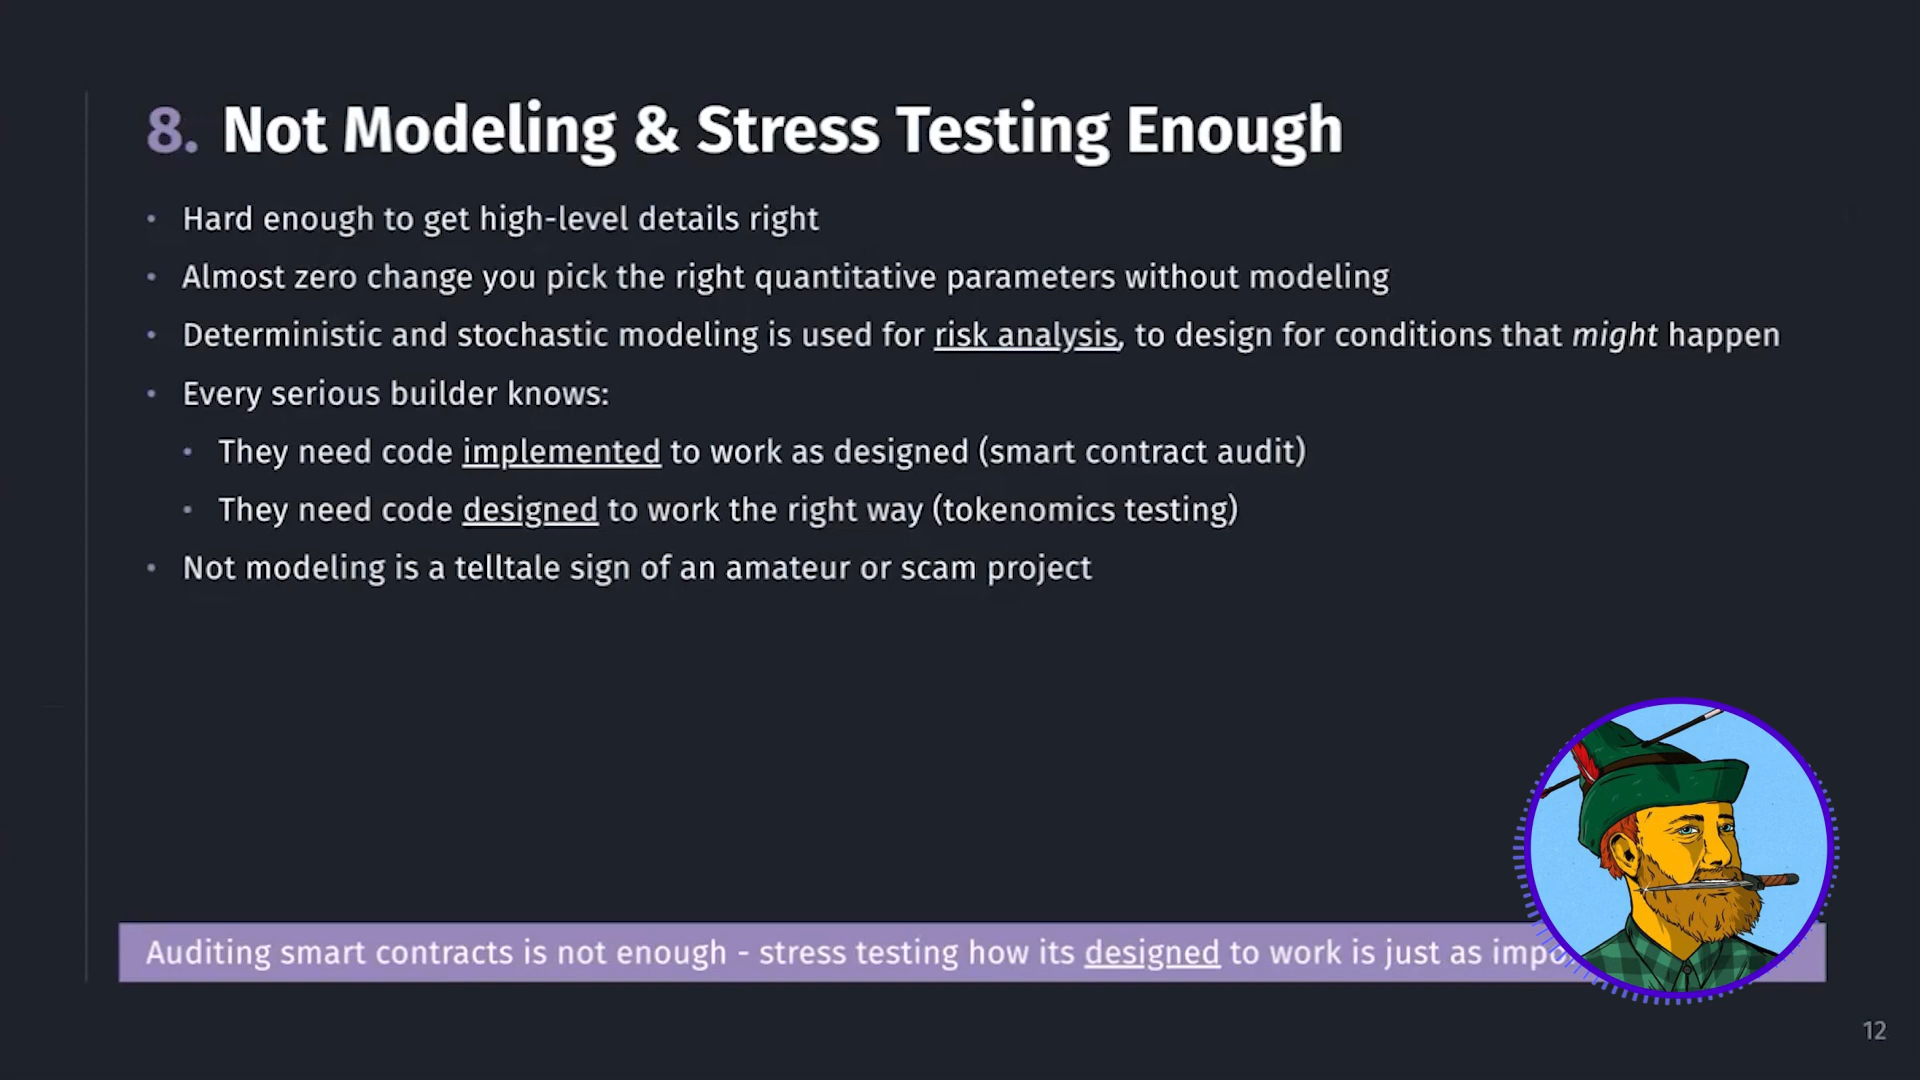 8. Not Modeling & Stress Testing Enough
• Hard enough to get high-level details right
• Almost zero change you pick the right quantitative parameters without modeling
• Deterministic and stochastic modeling is used for risk analysis, to design for conditions that might happen
• Every serious builder knows:
• They need code implemented to work as designed (smart contract audit)
• They need code designed to work the right way (tokenomics testing)
• Not modeling is a telltale sign of an amateur or scam project
Auditing smart contracts is not enough - stress testing how its designed to work is just as
12